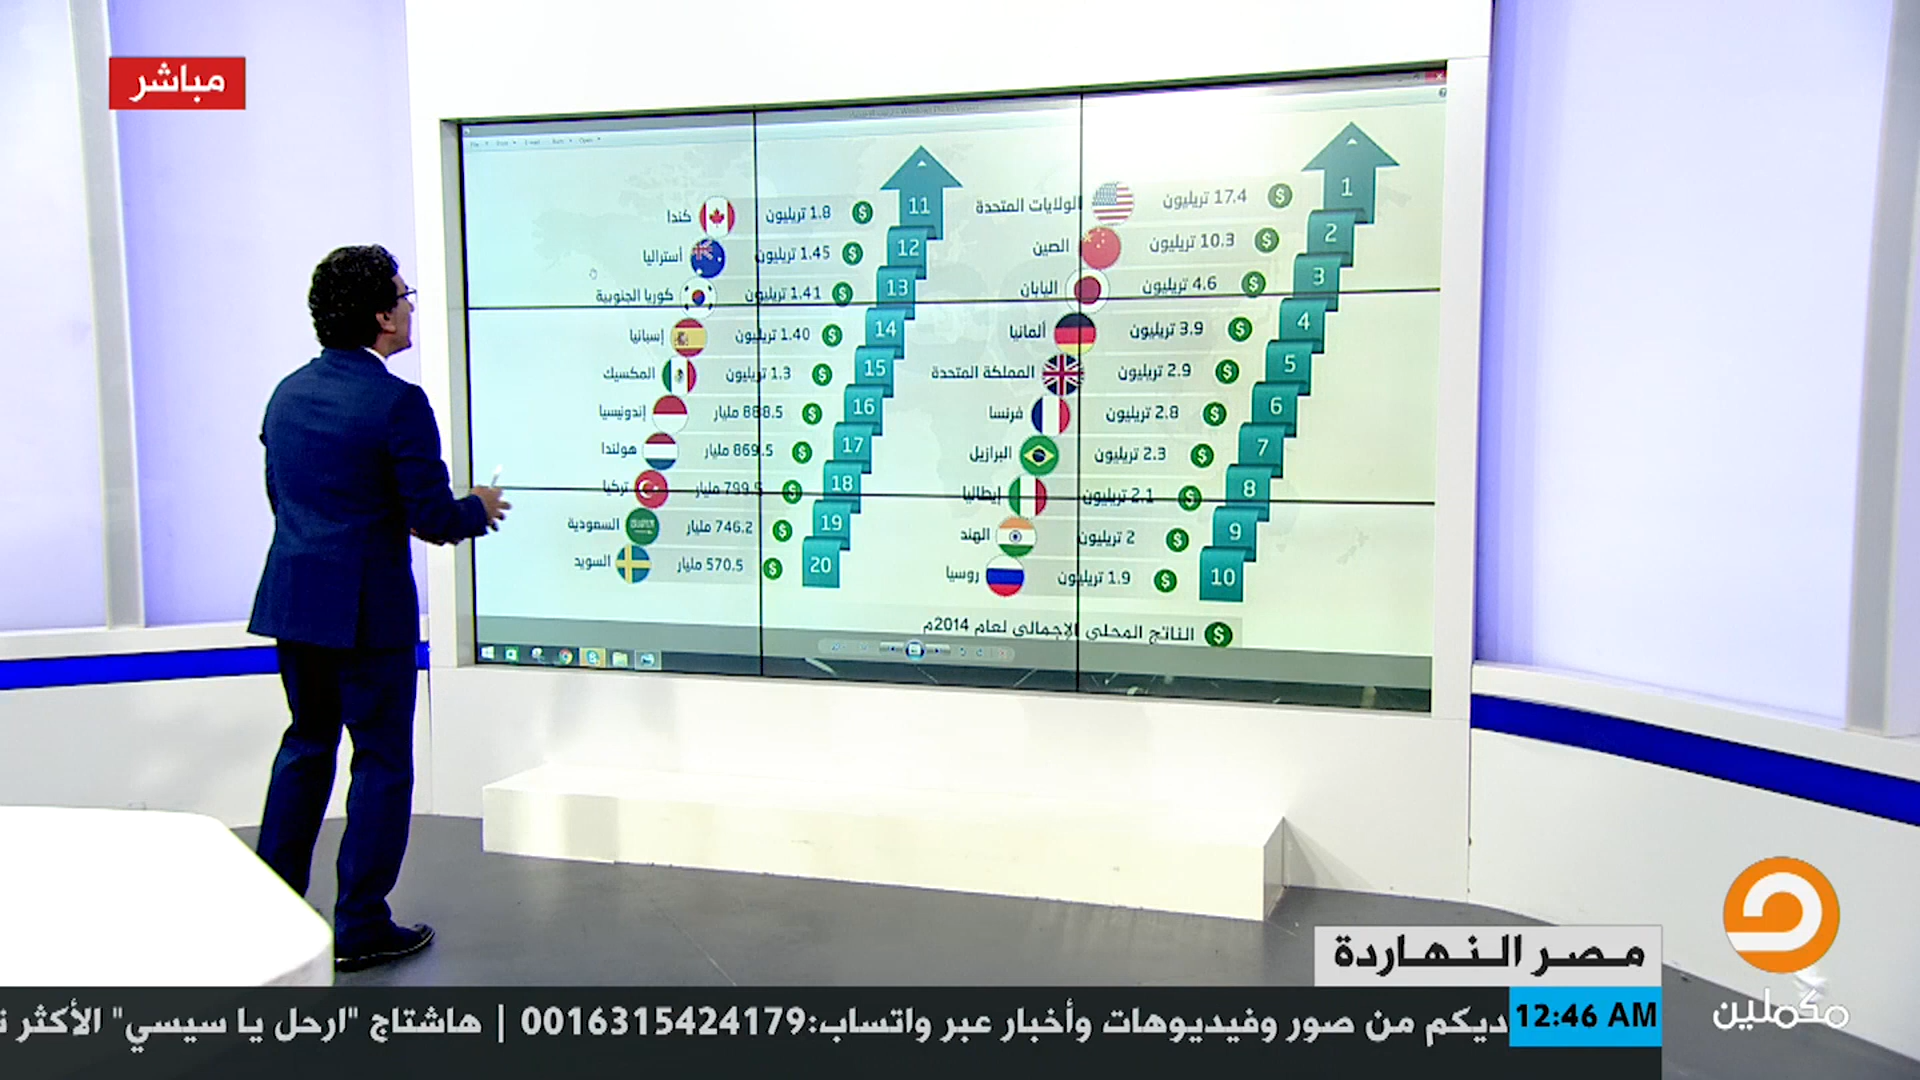 مباشر
1 $ 17.4 تريليون الولايات المتحدة
2 $ 10.3 تريليون الصين
3 $ 4.6 تريليون اليابان
4 $ 3.9 تريليون ألمانيا
5 $ 2.9 تريليون المملكة المتحدة
6 $ 2.8 تريليون فرنسا
7 $ 2.3 تريليون البرازيل
8 $ 2.1 تريليون إيطاليا
9 $ 2 تريليون الهند
10 $ 1.9 تريليون روسيا
11 $ 1.8 تريليون كندا
12 $ 1.45 تريليون أستراليا
13 $ 1.41 تريليون كوريا الجنوبية
14 $ 1.40 تريليون إسبانيا
15 $ 1.3 تريليون المكسيك
16 $ 888.5 مليار إندونيسيا
17 $ 869.5 مليار هولندا
18 $ 799.5 مليار تركيا
19 $ 746.2 مليار السعودية
20 $ 570.5 مليار السويد
$ الناتج المحلي الإجمالي لعام 2014م
مصر النهاردة
12:46 AM
ديكم من صور وفيديوهات وأخبار عبر واتساب:0016315424179 | هاشتاج "ارحل يا سيسي" الأكثر
مكملين